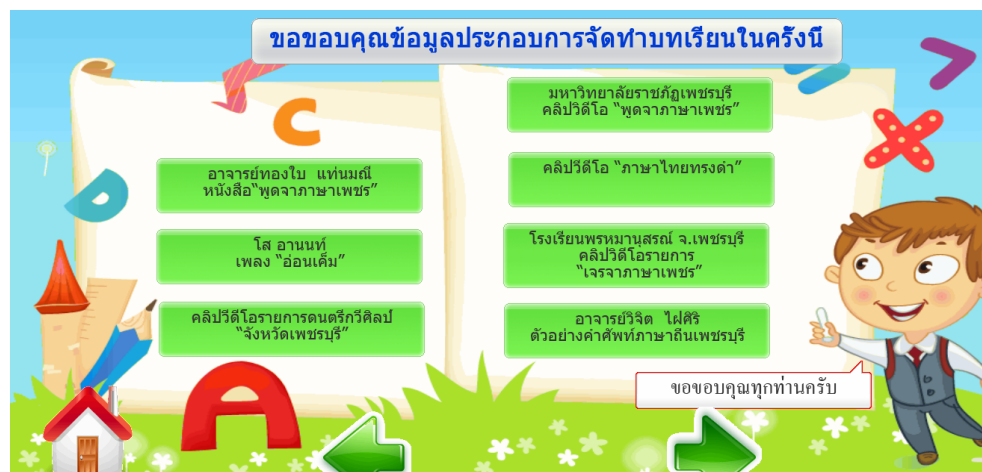 ขอขอบคุณข้อมูลประกอบการจัดทำบทเรียนในครั้งนี้
อาจารย์ทองใบ แท่นมณี
หนังสือ“พูดจาภาษาเพชร”
โส อานนท์
เพลง “อ่อนเค็ม”
คลิปวีดีโอรายการดนตรีกวีศิลป์
“จังหวัดเพชรบุรี”
มหาวิทยาลัยราชภัฏเพชรบุรี
คลิปวิดีโอ “พูดจาภาษาเพชร”
คลิปวีดีโอ “ภาษาไทยทรงดำ”
โรงเรียนพรหมานุสรณ์ จ.เพชรบุรี
คลิปวิดีโอรายการ
“เจรจาภาษาเพชร”
อาจารย์วิจิต ไฝศิริ
ตัวอย่างคำศัพท์ภาษาถิ่นเพชรบุรี
ขอขอบคุณทุกท่านครับ